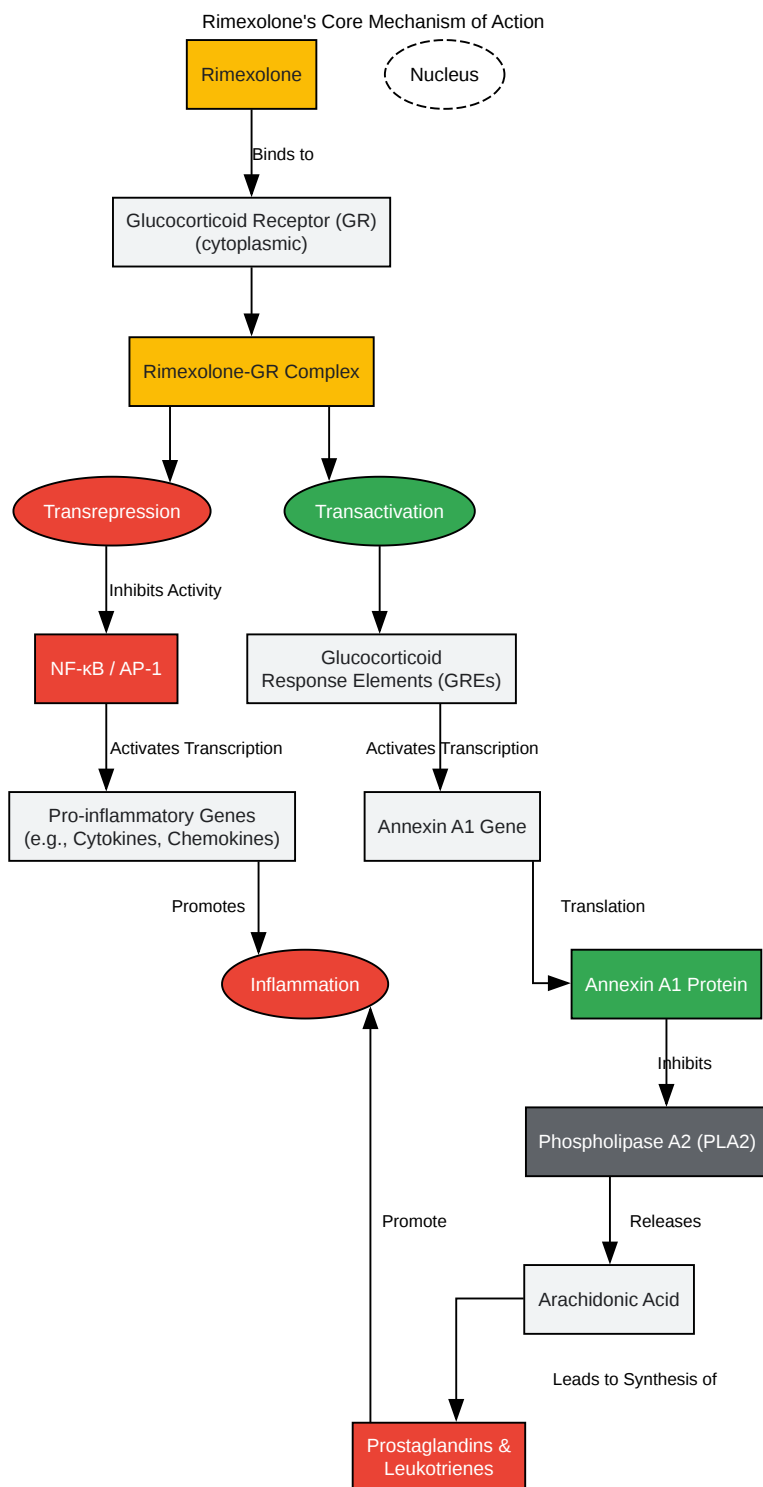 Rimexolone's Core Mechanism of Action
Rimexolone
Nucleus
Binds to
Glucocorticoid Receptor (GR)
(cytoplasmic)
Rimexolone-GR Complex
Transrepression
Transactivation
Inhibits Activity
NF-κB / AP-1
Glucocorticoid
Response Elements (GREs)
Activates Transcription
Activates Transcription
Pro-inflammatory Genes
(e.g., Cytokines, Chemokines)
Annexin A1 Gene
Promotes
Translation
Inflammation
Annexin A1 Protein
Inhibits
Phospholipase A2 (PLA2)
Promote
Releases
Arachidonic Acid
Leads to Synthesis of
Prostaglandins &
Leukotrienes